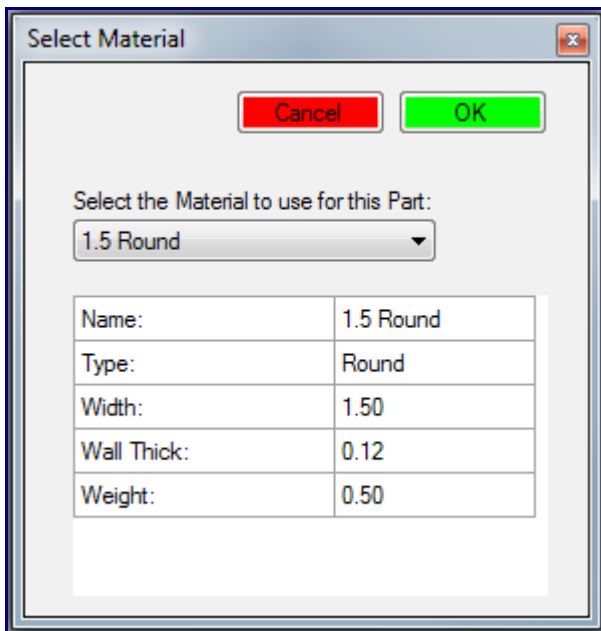 Select Material
Cancel OK
Select the Material to use for this Part:
1.5 Round
Name: 1.5 Round
Type: Round
Width: 1.50
Wall Thick: 0.12
Weight: 0.50